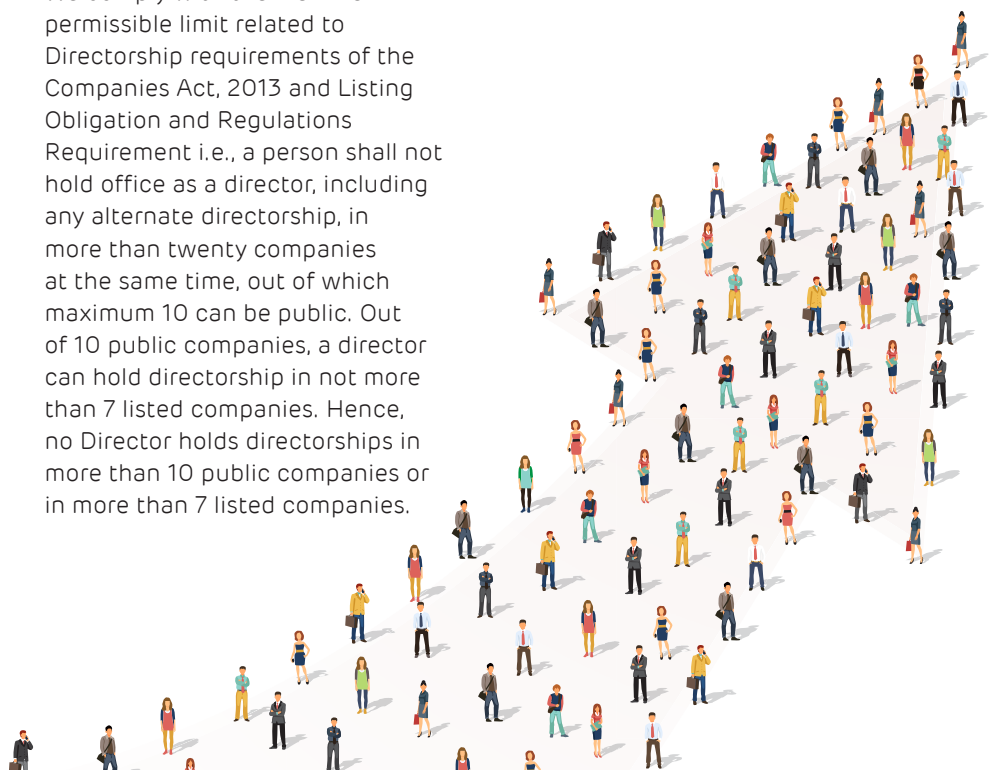 permissible limit related to
Directorship requirements of the
Companies Act, 2013 and Listing
Obligation and Regulations
Requirement i.e., a person shall not
hold office as a director, including
any alternate directorship, in
more than twenty companies
at the same time, out of which
maximum 10 can be public. Out
of 10 public companies, a director
can hold directorship in not more
than 7 listed companies. Hence,
no Director holds directorships in
more than 10 public companies or
in more than 7 listed companies.